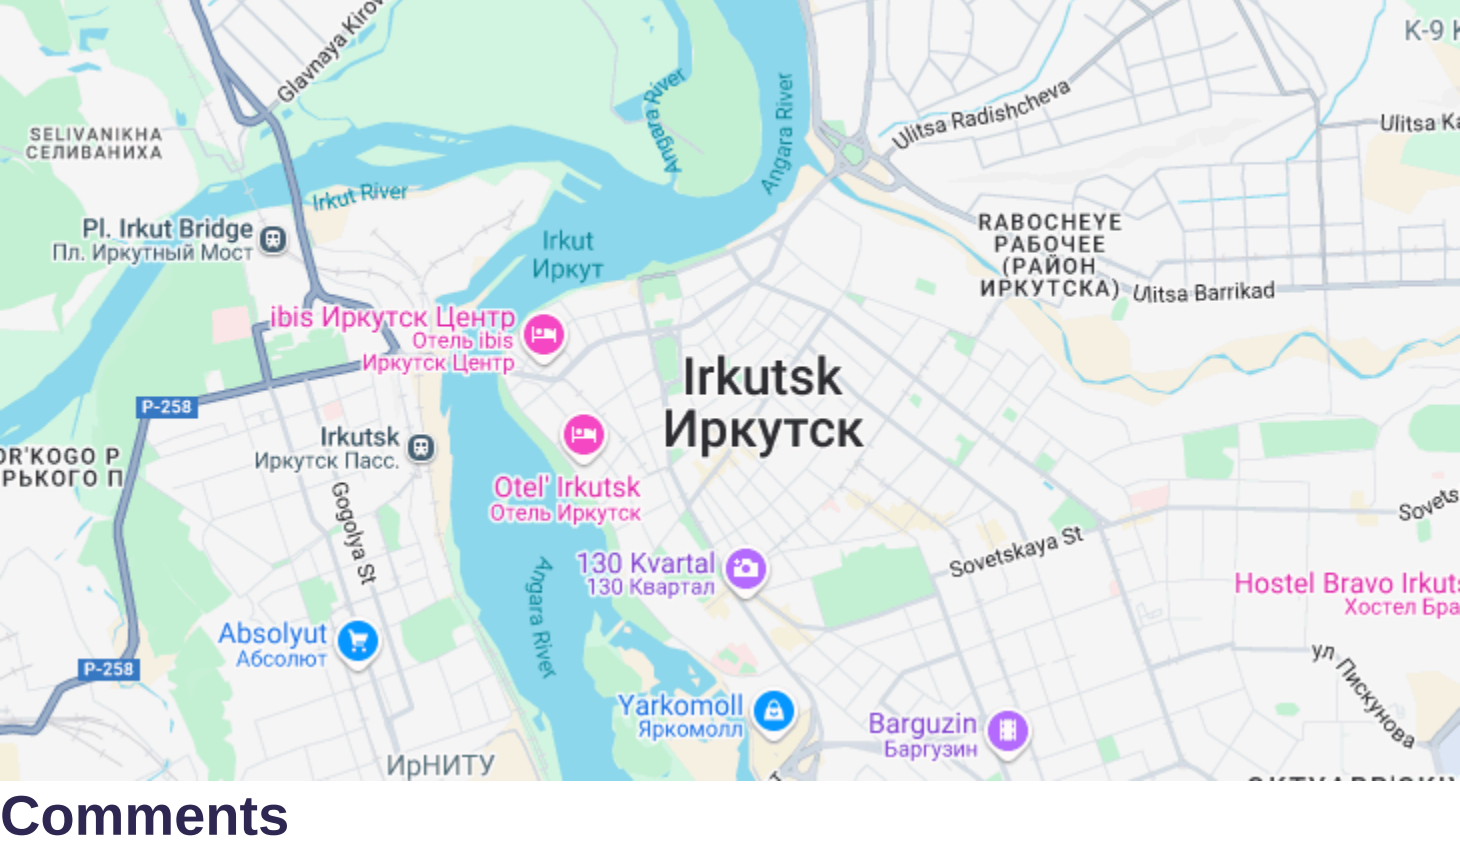 Glavnaya Kirov
K-9 K
Ulitsa Radishcheva
Ulitsa Ka
SELIVANIKHA
СЕЛИВАНИХА
Angara River
Angara River
Irkut River
Pl. Irkut Bridge
Пл. Иркутный Мост
Irkut
Иркут
RABOCHEYE
РАБОЧЕЕ
(РАЙОН
ИРКУТСКА)
Ulitsa Barrikad
ibis Иркутск Центр
Отель ibis
Иркутск Центр
Irkutsk
Иркутск
P-258
Irkutsk
Иркутск Пасс.
OR'KOGO P
РЬКОГО П
Otel' Irkutsk
Отель Иркутск
Gogolya St
Sovets
Sovetskaya St
130 Kvartal
130 Квартал
Angara River
Hostel Bravo Irkuts
Хостел Бра
Absolyut
Абсолют
P-258
ул Пискунова
Yarkomoll
Яркомолл
Barguzin
Баргузин
ИрНИТУ
Comments